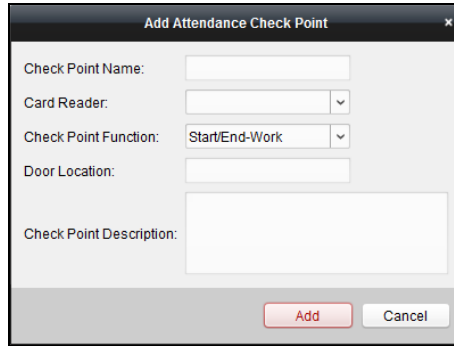 Add Attendance Check Point ×
Check Point Name:
Card Reader:
Check Point Function: Start/End-Work
Door Location:
Check Point Description:
Add Cancel